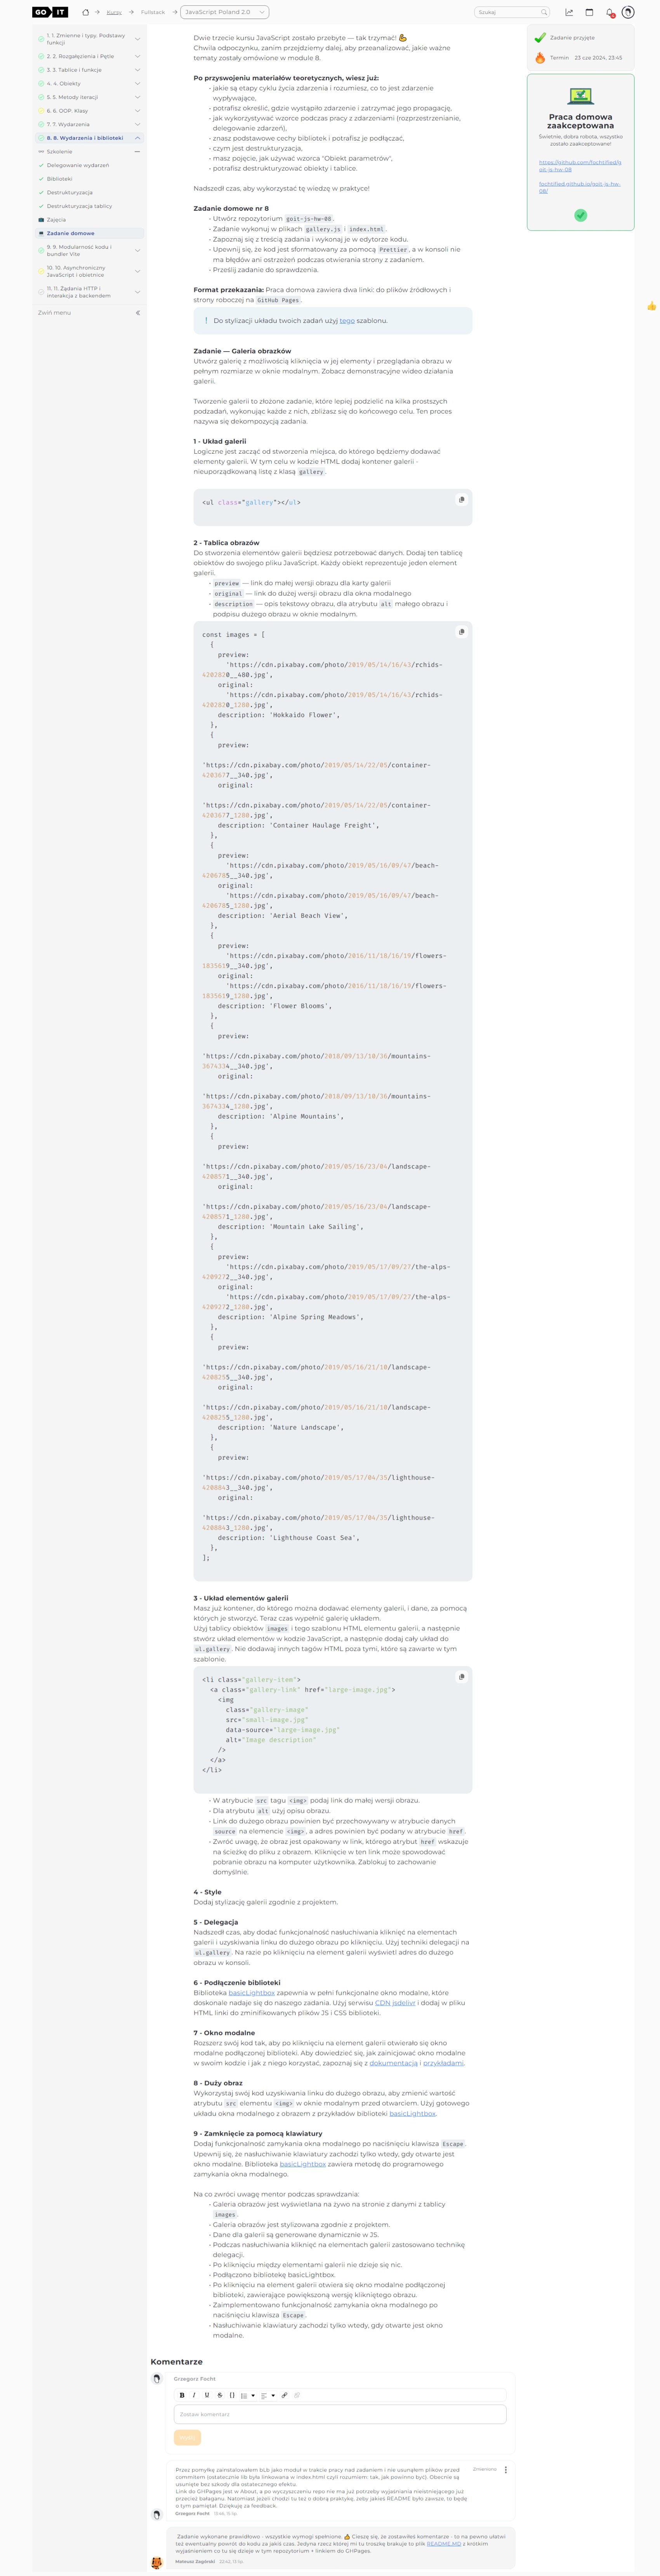 GO IT
Kursy
Fullstack
JavaScript Poland 2.0
Szukaj
1. 1. Zmienne i typy. Podstawy
funkcji
2. 2. Rozgałęzienia i Pętle
3. 3. Tablice i funkcje
4. 4. Obiekty
5. 5. Metody iteracji
6. 6. OOP. Klasy
7. 7. Wydarzenia
8. 8. Wydarzenia i biblioteki
Szkolenie
Delegowanie wydarzeń
Biblioteki
Destrukturyzacja
Destrukturyzacja tablicy
Zajęcia
Zadanie domowe
9. 9. Modularność kodu i
bundler Vite
10. 10. Asynchroniczny
JavaScript i obietnice
11. 11. Żądania HTTP i
interakcja z backendem
Zwiń menu
Dwie trzecie kursu JavaScript zostało przebyte — tak trzymać! 💪
Chwila odpoczynku, zanim przejdziemy dalej, aby przeanalizować, jakie ważne
tematy zostały omówione w module 8.
Po przyswojeniu materiałów teoretycznych, wiesz już:
- jakie są etapy cyklu życia zdarzenia i rozumiesz, co to jest zdarzenie
wypływające,
- potrafisz określić, gdzie wystąpiło zdarzenie i zatrzymać jego propagację,
- jak wykorzystywać wzorce podczas pracy z zdarzeniami (rozprzestrzenianie,
delegowanie zdarzeń),
- znasz podstawowe cechy bibliotek i potrafisz je podłączać,
- czym jest destrukturyzacja,
- masz pojęcie, jak używać wzorca "Obiekt parametrów",
- potrafisz destrukturyzować obiekty i tablice.
Nadszedł czas, aby wykorzystać tę wiedzę w praktyce!
Zadanie domowe nr 8
- Utwórz repozytorium goit-js-hw-08.
- Zadanie wykonuj w plikach gallery.js i index.html.
- Zapoznaj się z treścią zadania i wykonuj je w edytorze kodu.
- Upewnij się, że kod jest sformatowany za pomocą Prettier, a w konsoli nie
ma błędów ani ostrzeżeń podczas otwierania strony z zadaniem.
- Prześlij zadanie do sprawdzenia.
Format przekazania: Praca domowa zawiera dwa linki: do plików źródłowych i
strony roboczej na GitHub Pages.
! Do stylizacji układu twoich zadań użyj tego szablonu.
Zadanie — Galeria obrazków
Utwórz galerię z możliwością kliknięcia w jej elementy i przeglądania obrazu w
pełnym rozmiarze w oknie modalnym. Zobacz demonstracyjne wideo działania
galerii.
Tworzenie galerii to złożone zadanie, które lepiej podzielić na kilka prostszych
podzadań, wykonując każde z nich, zbliżasz się do końcowego celu. Ten proces
nazywa się dekompozycją zadania.
1 - Układ galerii
Logiczne jest zacząć od stworzenia miejsca, do którego będziemy dodawać
elementy galerii. W tym celu w kodzie HTML dodaj kontener galerii -
nieuporządkowaną listę z klasą gallery.
<ul class="gallery"></ul>
2 - Tablica obrazów
Do stworzenia elementów galerii będziesz potrzebować danych. Dodaj ten tablicę
obiektów do swojego pliku JavaScript. Każdy obiekt reprezentuje jeden element
galerii.
- preview — link do małej wersji obrazu dla karty galerii
- original — link do dużej wersji obrazu dla okna modalnego
- description — opis tekstowy obrazu, dla atrybutu alt małego obrazu i
podpisu dużego obrazu w oknie modalnym.
const images = [
{
preview:
'https://cdn.pixabay.com/photo/2019/05/14/16/43/rchids-
4202820__480.jpg',
original:
'https://cdn.pixabay.com/photo/2019/05/14/16/43/rchids-
4202820_1280.jpg',
description: 'Hokkaido Flower',
},
{
preview:
'https://cdn.pixabay.com/photo/2019/05/14/22/05/container-
4203677__340.jpg',
original:
'https://cdn.pixabay.com/photo/2019/05/14/22/05/container-
4203677_1280.jpg',
description: 'Container Haulage Freight',
},
{
preview:
'https://cdn.pixabay.com/photo/2019/05/16/09/47/beach-
4206785__340.jpg',
original:
'https://cdn.pixabay.com/photo/2019/05/16/09/47/beach-
4206785_1280.jpg',
description: 'Aerial Beach View',
},
{
preview:
'https://cdn.pixabay.com/photo/2016/11/18/16/19/flowers-
1835619__340.jpg',
original:
'https://cdn.pixabay.com/photo/2016/11/18/16/19/flowers-
1835619_1280.jpg',
description: 'Flower Blooms',
},
{
preview:
'https://cdn.pixabay.com/photo/2018/09/13/10/36/mountains-
3674334__340.jpg',
original:
'https://cdn.pixabay.com/photo/2018/09/13/10/36/mountains-
3674334_1280.jpg',
description: 'Alpine Mountains',
},
{
preview:
'https://cdn.pixabay.com/photo/2019/05/16/23/04/landscape-
4208571__340.jpg',
original:
'https://cdn.pixabay.com/photo/2019/05/16/23/04/landscape-
4208571_1280.jpg',
description: 'Mountain Lake Sailing',
},
{
preview:
'https://cdn.pixabay.com/photo/2019/05/17/09/27/the-alps-
4209272__340.jpg',
original:
'https://cdn.pixabay.com/photo/2019/05/17/09/27/the-alps-
4209272_1280.jpg',
description: 'Alpine Spring Meadows',
},
{
preview:
'https://cdn.pixabay.com/photo/2019/05/16/21/10/landscape-
4208255__340.jpg',
original:
'https://cdn.pixabay.com/photo/2019/05/16/21/10/landscape-
4208255_1280.jpg',
description: 'Nature Landscape',
},
{
preview:
'https://cdn.pixabay.com/photo/2019/05/17/04/35/lighthouse-
4208843__340.jpg',
original:
'https://cdn.pixabay.com/photo/2019/05/17/04/35/lighthouse-
4208843_1280.jpg',
description: 'Lighthouse Coast Sea',
},
];
3 - Układ elementów galerii
Masz już kontener, do którego można dodawać elementy galerii, i dane, za pomocą
których je stworzyć. Teraz czas wypełnić galerię układem.
Użyj tablicy obiektów images i tego szablonu HTML elementu galerii, a następnie
stwórz układ elementów w kodzie JavaScript, a następnie dodaj cały układ do
ul.gallery. Nie dodawaj innych tagów HTML poza tymi, które są zawarte w tym
szablonie.
<li class="gallery-item">
<a class="gallery-link" href="large-image.jpg">
<img
class="gallery-image"
src="small-image.jpg"
data-source="large-image.jpg"
alt="Image description"
/>
</a>
</li>
- W atrybucie src tagu <img> podaj link do małej wersji obrazu.
- Dla atrybutu alt użyj opisu obrazu.
- Link do dużego obrazu powinien być przechowywany w atrybucie danych
source na elemencie <img>, a adres powinien być podany w atrybucie href.
- Zwróć uwagę, że obraz jest opakowany w link, którego atrybut href wskazuje
na ścieżkę do pliku z obrazem. Kliknięcie w ten link może spowodować
pobranie obrazu na komputer użytkownika. Zablokuj to zachowanie
domyślnie.
4 - Style
Dodaj stylizację galerii zgodnie z projektem.
5 - Delegacja
Nadszedł czas, aby dodać funkcjonalność nasłuchiwania kliknięć na elementach
galerii i uzyskiwania linku do dużego obrazu po kliknięciu. Użyj techniki delegacji na
ul.gallery. Na razie po kliknięciu na element galerii wyświetl adres do dużego
obrazu w konsoli.
6 - Podłączenie biblioteki
Biblioteka basicLightbox zapewnia w pełni funkcjonalne okno modalne, które
doskonale nadaje się do naszego zadania. Użyj serwisu CDN jsdelivr i dodaj w pliku
HTML linki do zminifikowanych plików JS i CSS biblioteki.
7 - Okno modalne
Rozszerz swój kod tak, aby po kliknięciu na element galerii otwierało się okno
modalne podłączonej biblioteki. Aby dowiedzieć się, jak zainicjować okno modalne
w swoim kodzie i jak z niego korzystać, zapoznaj się z dokumentacją i przykładami.
8 - Duży obraz
Wykorzystaj swój kod uzyskiwania linku do dużego obrazu, aby zmienić wartość
atrybutu src elementu <img> w oknie modalnym przed otwarciem. Użyj gotowego
układu okna modalnego z obrazem z przykładów biblioteki basicLightbox.
9 - Zamknięcie za pomocą klawiatury
Dodaj funkcjonalność zamykania okna modalnego po naciśnięciu klawisza Escape.
Upewnij się, że nasłuchiwanie klawiatury zachodzi tylko wtedy, gdy otwarte jest
okno modalne. Biblioteka basicLightbox zawiera metodę do programowego
zamykania okna modalnego.
Na co zwróci uwagę mentor podczas sprawdzania:
- Galeria obrazów jest wyświetlana na żywo na stronie z danymi z tablicy
images.
- Galeria obrazów jest stylizowana zgodnie z projektem.
- Dane dla galerii są generowane dynamicznie w JS.
- Podczas nasłuchiwania kliknięć na elementach galerii zastosowano technikę
delegacji.
- Po kliknięciu między elementami galerii nie dzieje się nic.
- Podłączono bibliotekę basicLightbox.
- Po kliknięciu na element galerii otwiera się okno modalne podłączonej
biblioteki, zawierające powiększoną wersję klikniętego obrazu.
- Zaimplementowano funkcjonalność zamykania okna modalnego po
naciśnięciu klawisza Escape.
- Nasłuchiwanie klawiatury zachodzi tylko wtedy, gdy otwarte jest okno
modalne.
Zadanie przyjęte
Termin 23 cze 2024, 23:45
Praca domowa
zaakceptowana
Świetnie, dobra robota, wszystko
zostało zaakceptowane!
https://github.com/fochtified/g
oit-js-hw-08
fochtified.github.io/goit-js-hw-
08/
Komentarze
Grzegorz Focht
Zostaw komentarz
Przez pomyłkę zainstalowałem bLb jako moduł w trakcie pracy nad zadaniem i nie usunąłem plików przed
commitem (ostatecznie lib była linkowana w index.html czyli rozumiem: tak, jak powinno być). Obecnie są
usunięte bez szkody dla ostatecznego efektu.
Link do GHPages jest w About, a po wyczyszczeniu repo nie ma już potrzeby wyjaśniania nieistniejącego już
przecież bałaganu. Natomiast jeżeli chodzi tu też o dobrą praktykę, żeby jakieś README było zawsze, to będę
o tym pamiętał. Dziękuję za feedback.
Zmieniono
Grzegorz Focht
Zadanie wykonane prawidłowo - wszystkie wymogi spełnione. 👍 Cieszę się, że zostawiłeś komentarze - to na pewno ułatwi
też ewentualny powrót do kodu za jakiś czas. Jedyna rzecz której mi tu troszkę brakuje to plik README.MD z krótkim
wyjaśnieniem co tu się dzieje w tym repozytorium + linkiem do GHPages.
Mateusz Zagórski